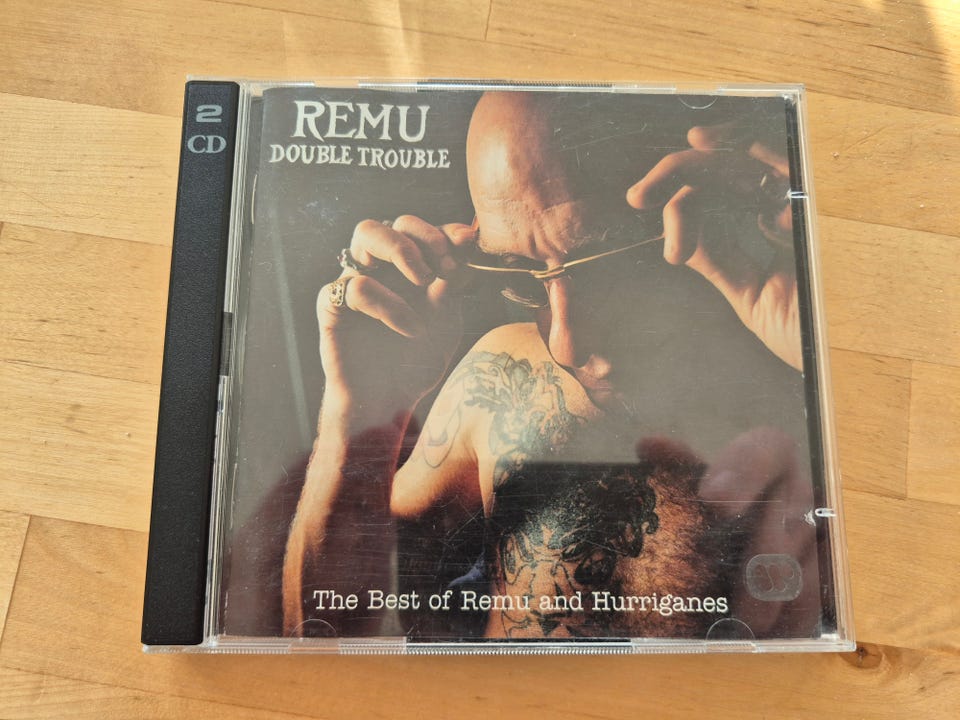 2
CD
REMU
DOUBLE TROUBLE
The Best of Remu and Hurriganes